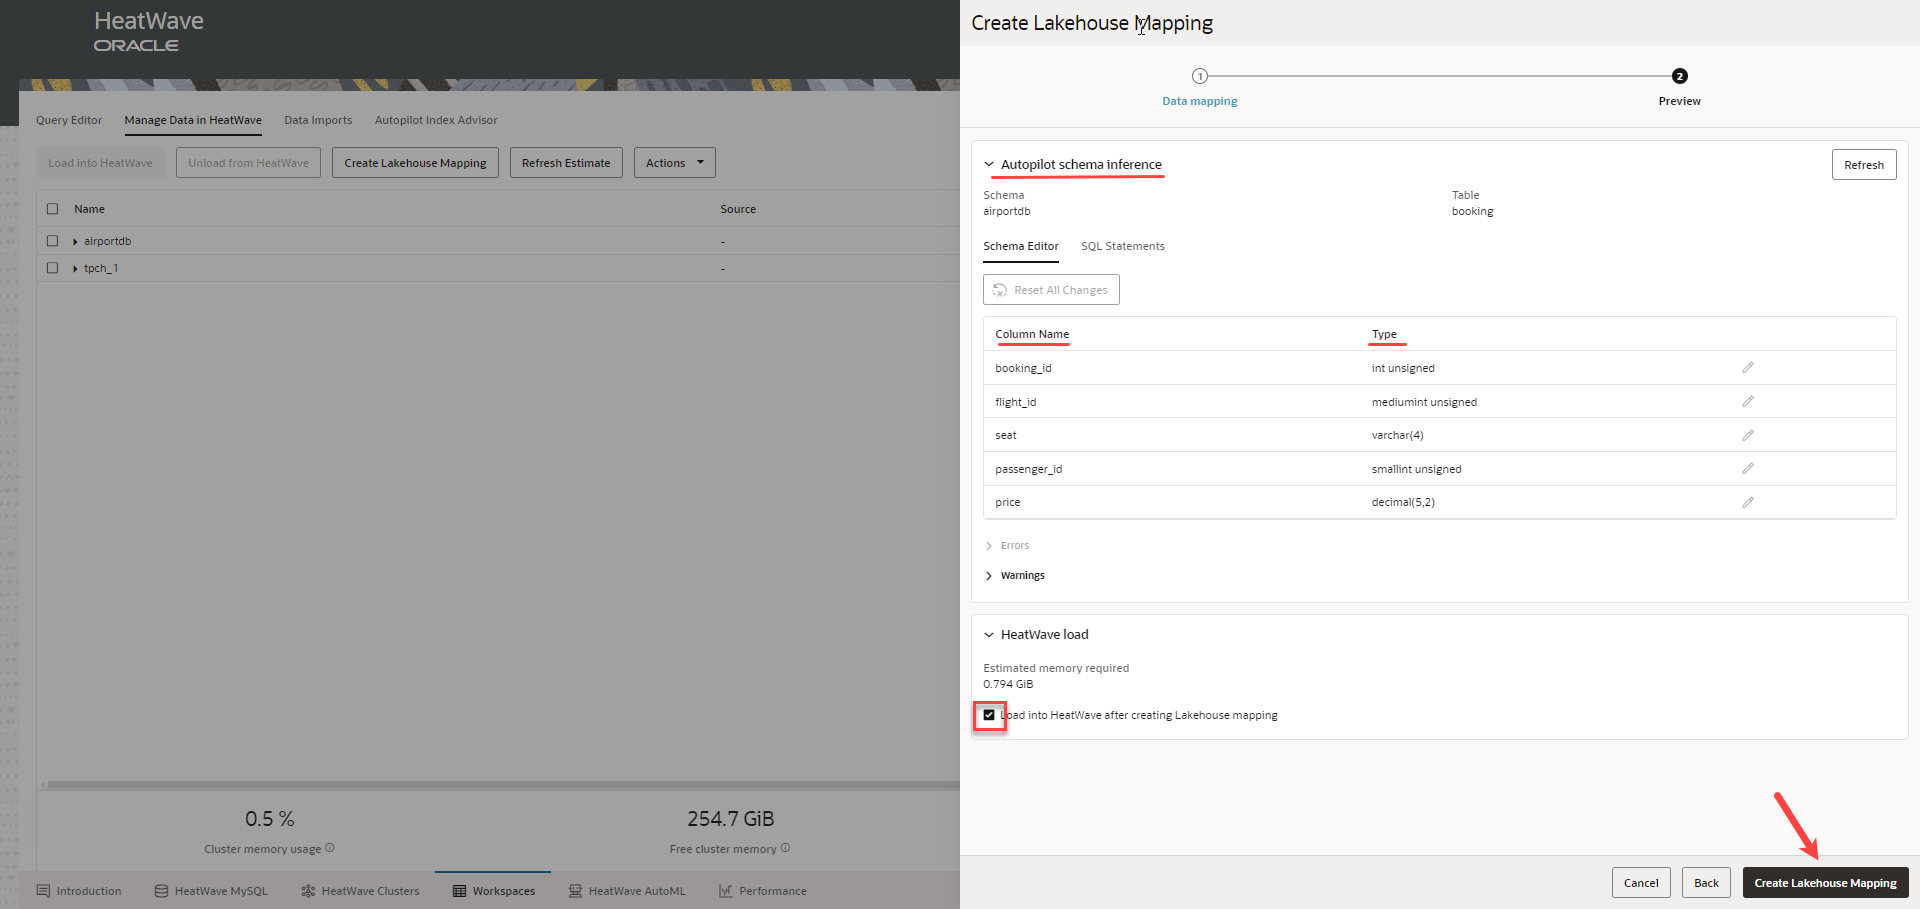 HeatWave
ORACLE
Query Editor
Manage Data in HeatWave
Data Imports
Autopilot Index Advisor
Load into HeatWave
Unload from HeatWave
Create Lakehouse Mapping
Refresh Estimate
Actions
Name
Source
airportdb
-
tpch_1
-
0.5 %
Cluster memory usage
254.7 GiB
Free cluster memory
Introduction
HeatWave MySQL
HeatWave Clusters
Workspaces
HeatWave AutoML
Performance
Create Lakehouse Mapping
1
Data mapping
2
Preview
Autopilot schema inference
Refresh
Schema
airportdb
Table
booking
Schema Editor
SQL Statements
Reset All Changes
Column Name
Type
booking_id
int unsigned
flight_id
mediumint unsigned
seat
varchar(4)
passenger_id
smallint unsigned
price
decimal(5,2)
Errors
Warnings
HeatWave load
Estimated memory required
0.794 GiB
Load into HeatWave after creating Lakehouse mapping
Cancel
Back
Create Lakehouse Mapping